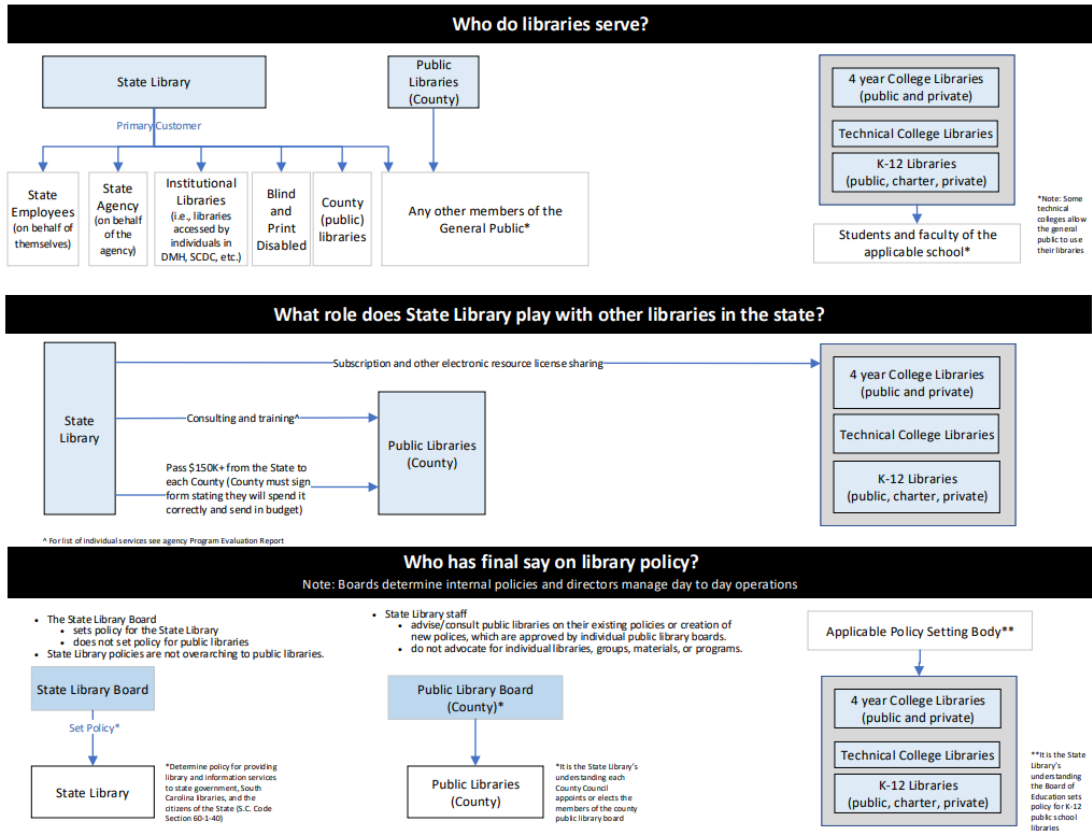 Who do libraries serve?
State Library
Public
Libraries
(County)
Primary Customer
State
Employees
(on behalf of
themselves)
State
Agency
(on behalf
of the
agency)
Institutional
Libraries
(i.e., libraries
accessed by
individuals in
DMH, SCDC, etc.)
Blind
and
Print
Disabled
County
(public)
libraries
Any other members of the
General Public*
4 year College Libraries
(public and private)
Technical College Libraries
K-12 Libraries
(public, charter, private)
Students and faculty of the
applicable school*
*Note: Some
technical
colleges allow
the general
public to use
their libraries
What role does State Library play with other libraries in the state?
State
Library
Subscription and other electronic resource license sharing
Consulting and training^
Pass $150K+ from the State to
each County (County must sign
form stating they will spend it
correctly and send in budget)
Public Libraries
(County)
4 year College Libraries
(public and private)
Technical College Libraries
K-12 Libraries
(public, charter, private)
^ For list of individual services see agency Program Evaluation Report
Who has final say on library policy?
Note: Boards determine internal policies and directors manage day to day operations
• The State Library Board
• sets policy for the State Library
• does not set policy for public libraries
• State Library policies are not overarching to public libraries.
State Library Board
Set Policy*
State Library
*Determine policy for providing
library and information services
to state government, South
Carolina libraries, and the
citizens of the State (S.C. Code
Section 60-1-40)
• State Library staff
• advise/consult public libraries on their existing policies or creation of
new polices, which are approved by individual public library boards.
• do not advocate for individual libraries, groups, materials, or programs.
Public Library Board
(County)*
Public Libraries
(County)
*It is the State Library's
understanding each
County Council
appoints or elects the
members of the county
public library board
Applicable Policy Setting Body**
4 year College Libraries
(public and private)
Technical College Libraries
K-12 Libraries
(public, charter, private)
**It is the State
Library's
understanding
the Board of
Education sets
policy for K-12
public school
libraries